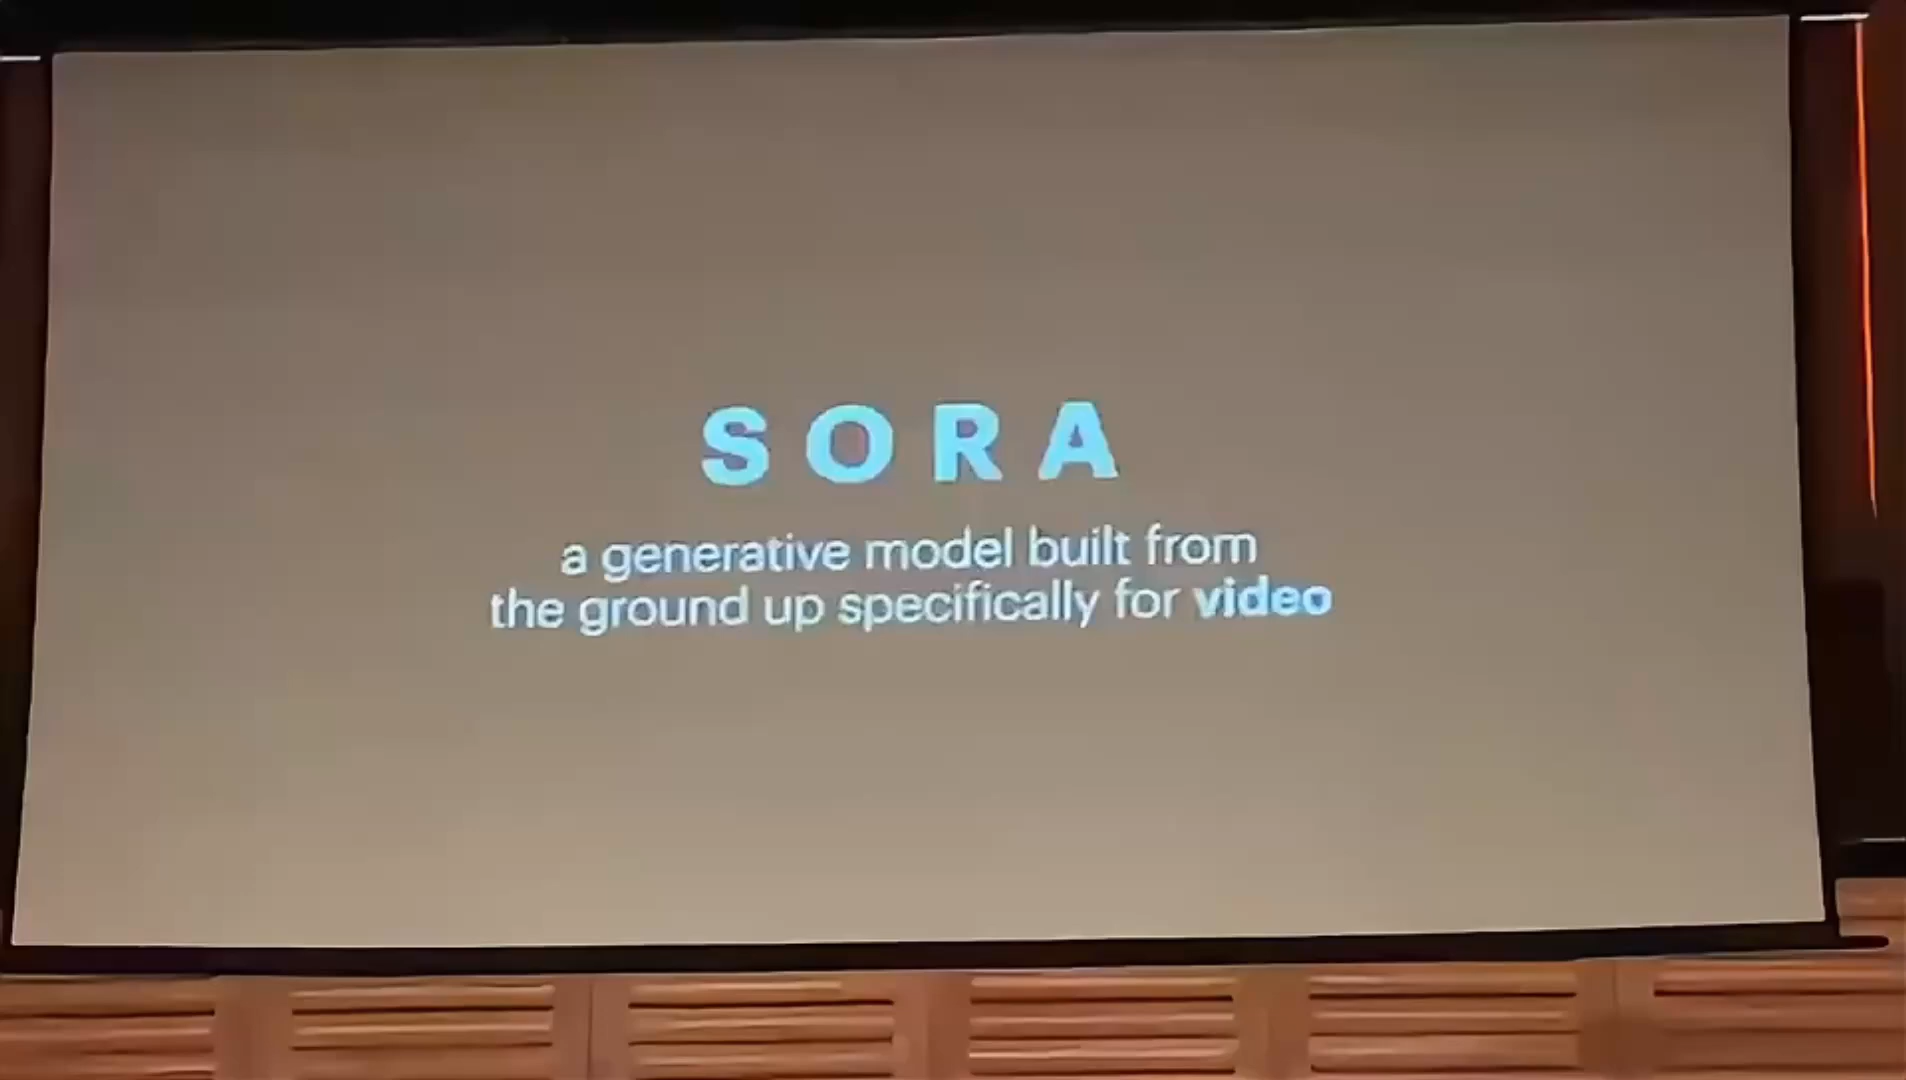 SORA
a generative model built from
the ground up specifically for video